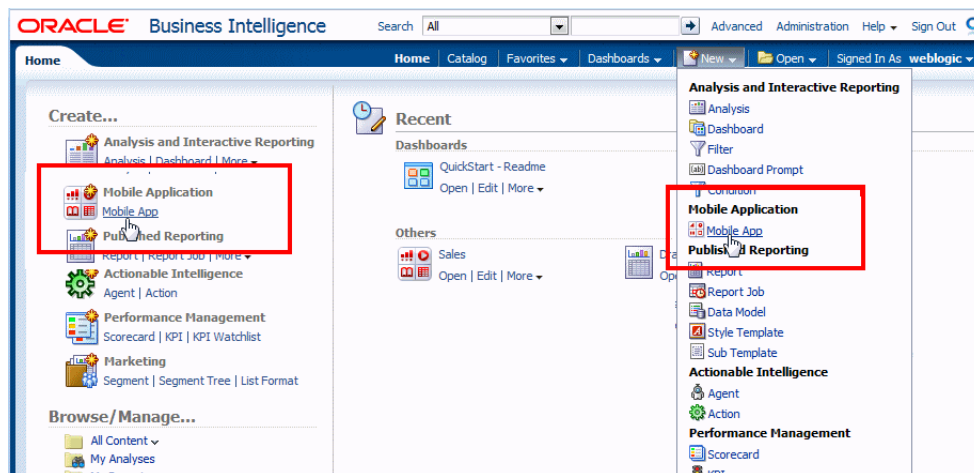 ORACLE Business Intelligence
Search All Advanced Administration Help Sign Out
Home
Home Catalog Favorites Dashboards New Open Signed In As weblogic
Create...
Analysis and Interactive Reporting
Analysis | Dashboard | More
Mobile Application
Mobile App
Published Reporting
Report | Report Job | More
Actionable Intelligence
Agent | Action
Performance Management
Scorecard | KPI | KPI Watchlist
Marketing
Segment | Segment Tree | List Format
Browse/Manage...
All Content
My Analyses
Recent
Dashboards
QuickStart - Readme
Open | Edit | More
Others
Sales
Open | Edit | More
Analysis and Interactive Reporting
Analysis
Dashboard
Filter
Dashboard Prompt
Condition
Mobile Application
Mobile App
Published Reporting
Report
Report Job
Data Model
Style Template
Sub Template
Actionable Intelligence
Agent
Action
Performance Management
Scorecard
KPI